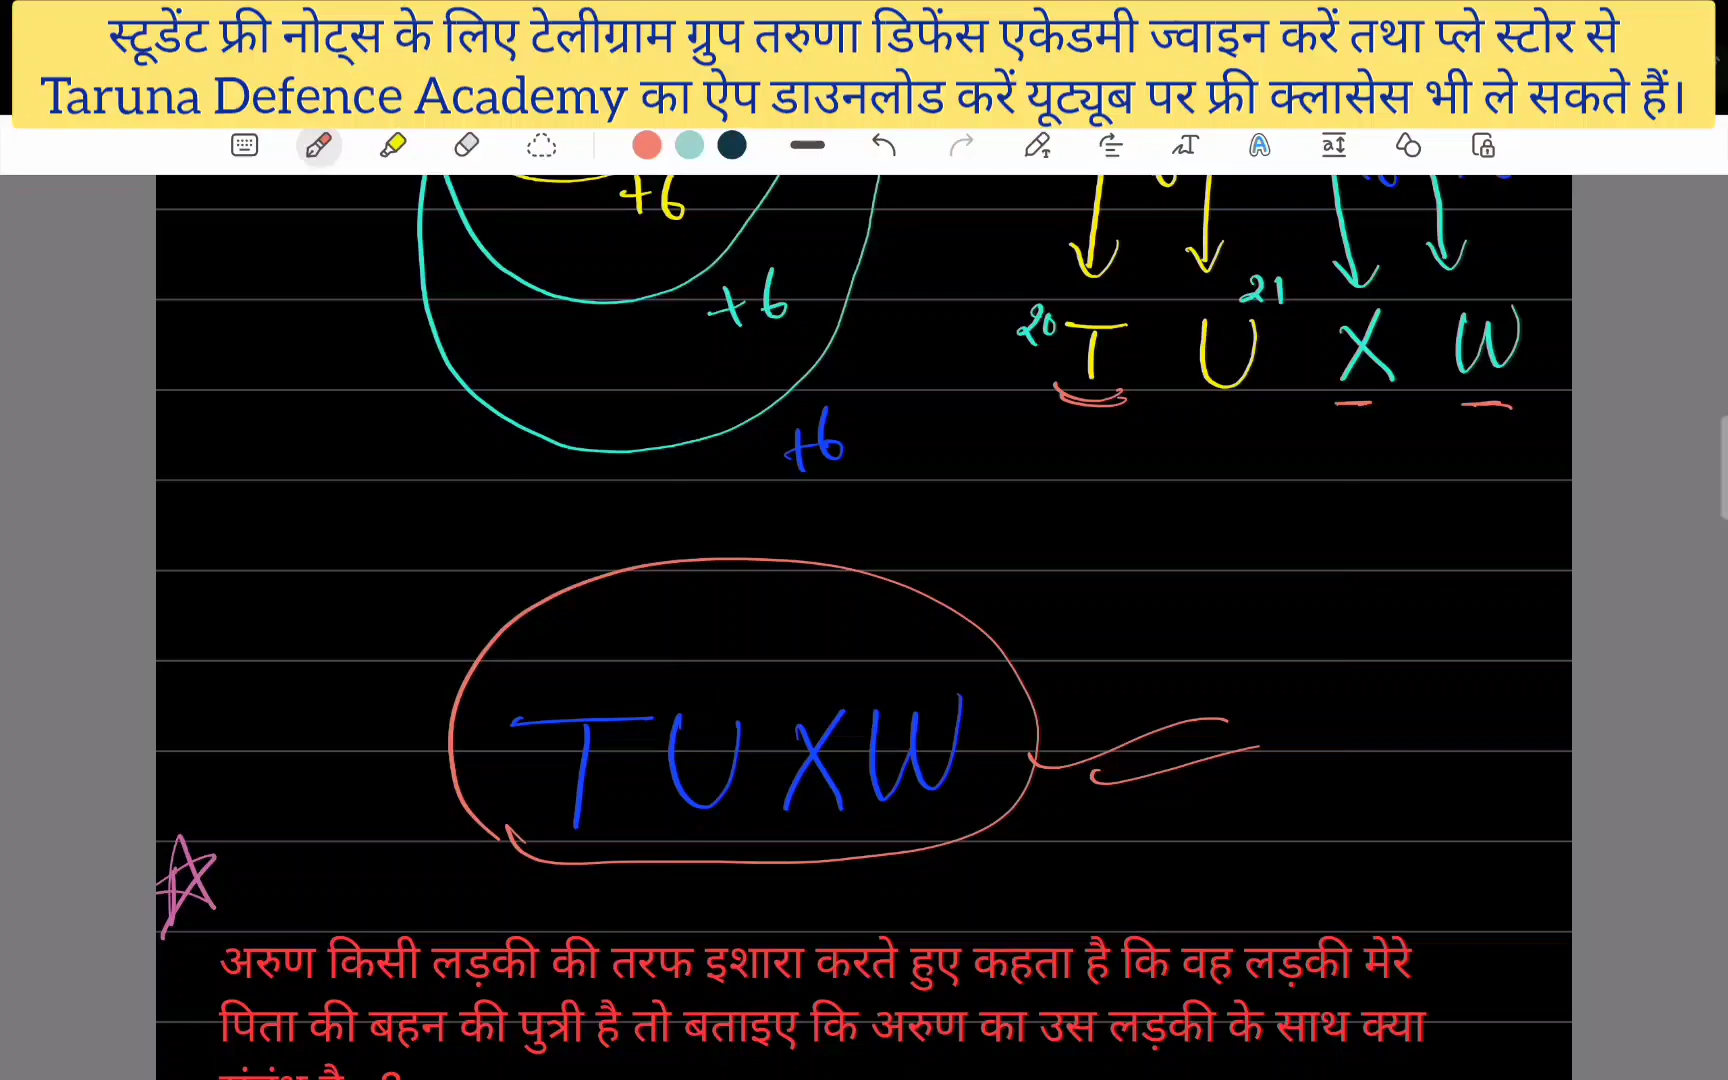 स्टूडेंट फ्री नोट्स के लिए टेलीग्राम ग्रुप तरुणा डिफेंस एकेडमी ज्वाइन करें तथा प्ले स्टोर से
Taruna Defence Academy का ऐप डाउनलोड करें यूट्यूब पर फ्री क्लासेस भी ले सकते हैं।
+6
+6
21
20 T U X W
+6
TUXW
अरुण किसी लड़की की तरफ इशारा करते हुए कहता है कि वह लड़की मेरे
पिता की बहन की पुत्री है तो बताइए कि अरुण का उस लड़की के साथ क्या